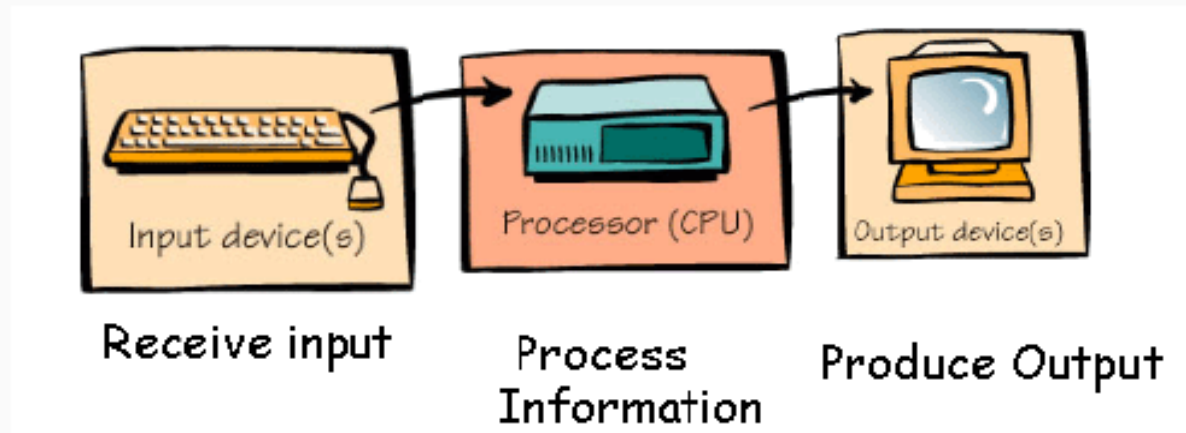 Input device(s)
Processor (CPU)
Output device(s)
Receive input
Process
Information
Produce Output